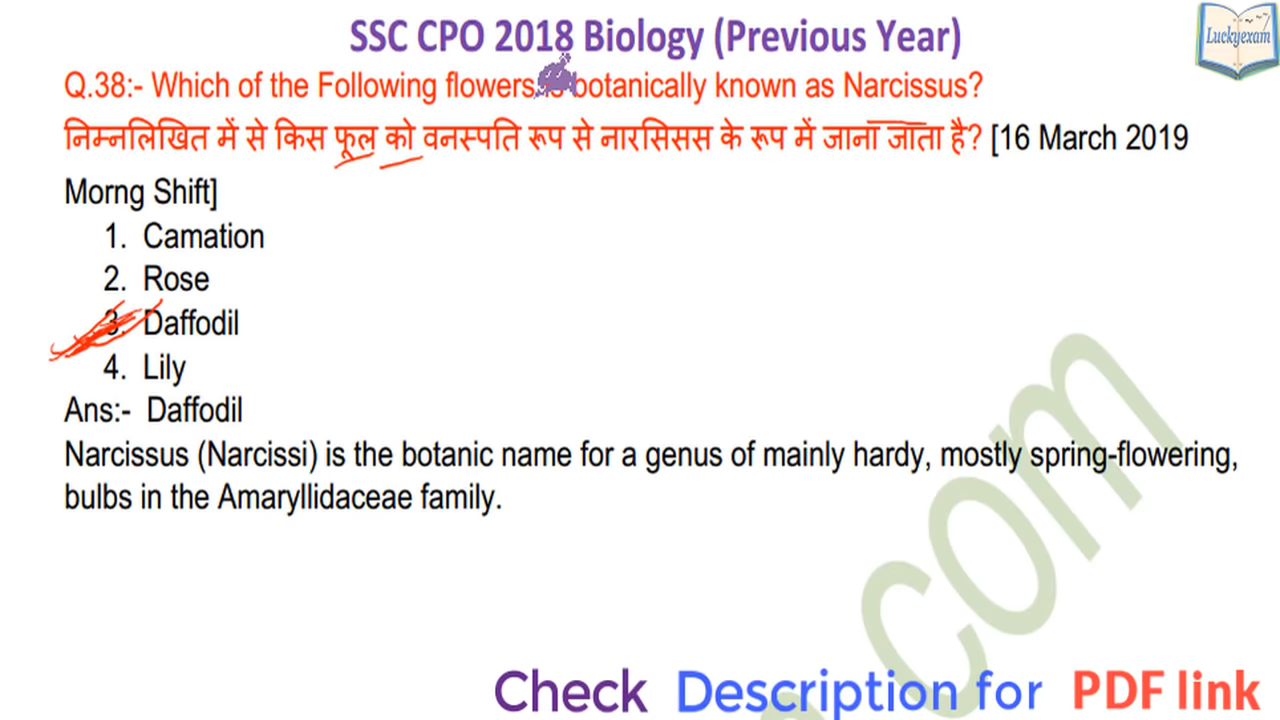 SSC CPO 2018 Biology (Previous Year)
Luckyexam
Q.38:- Which of the Following flowers is botanically known as Narcissus?
निम्नलिखित में से किस फूल को वनस्पति रूप से नारसिसस के रूप में जाना जाता है? [16 March 2019
Morng Shift]
1. Camation
2. Rose
3. Daffodil
4. Lily
Ans:- Daffodil
Narcissus (Narcissi) is the botanic name for a genus of mainly hardy, mostly spring-flowering,
bulbs in the Amaryllidaceae family.
com
Check Description for PDF link